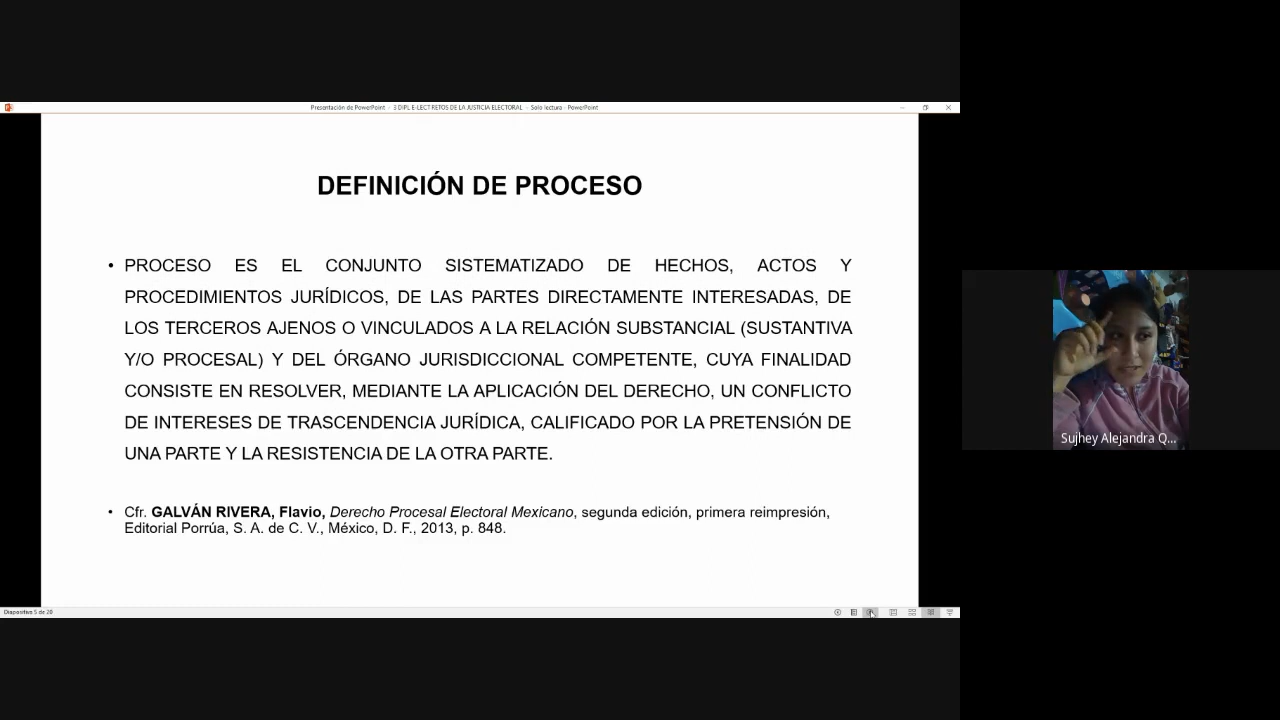 Presentación de PowerPoint - 3 DIPL E-LECT RETOS DE LA JUSTICIA ELECTORAL - Solo lectura - PowerPoint
DEFINICIÓN DE PROCESO
• PROCESO ES EL CONJUNTO SISTEMATIZADO DE HECHOS, ACTOS Y
PROCEDIMIENTOS JURÍDICOS, DE LAS PARTES DIRECTAMENTE INTERESADAS, DE
LOS TERCEROS AJENOS O VINCULADOS A LA RELACIÓN SUBSTANCIAL (SUSTANTIVA
Y/O PROCESAL) Y DEL ÓRGANO JURISDICCIONAL COMPETENTE, CUYA FINALIDAD
CONSISTE EN RESOLVER, MEDIANTE LA APLICACIÓN DEL DERECHO, UN CONFLICTO
DE INTERESES DE TRASCENDENCIA JURÍDICA, CALIFICADO POR LA PRETENSIÓN DE
UNA PARTE Y LA RESISTENCIA DE LA OTRA PARTE.
• Cfr. GALVÁN RIVERA, Flavio, Derecho Procesal Electoral Mexicano, segunda edición, primera reimpresión,
Editorial Porrúa, S. A. de C. V., México, D. F., 2013, p. 848.
Diapositiva 5 de 20
Sujhey Alejandra Q...